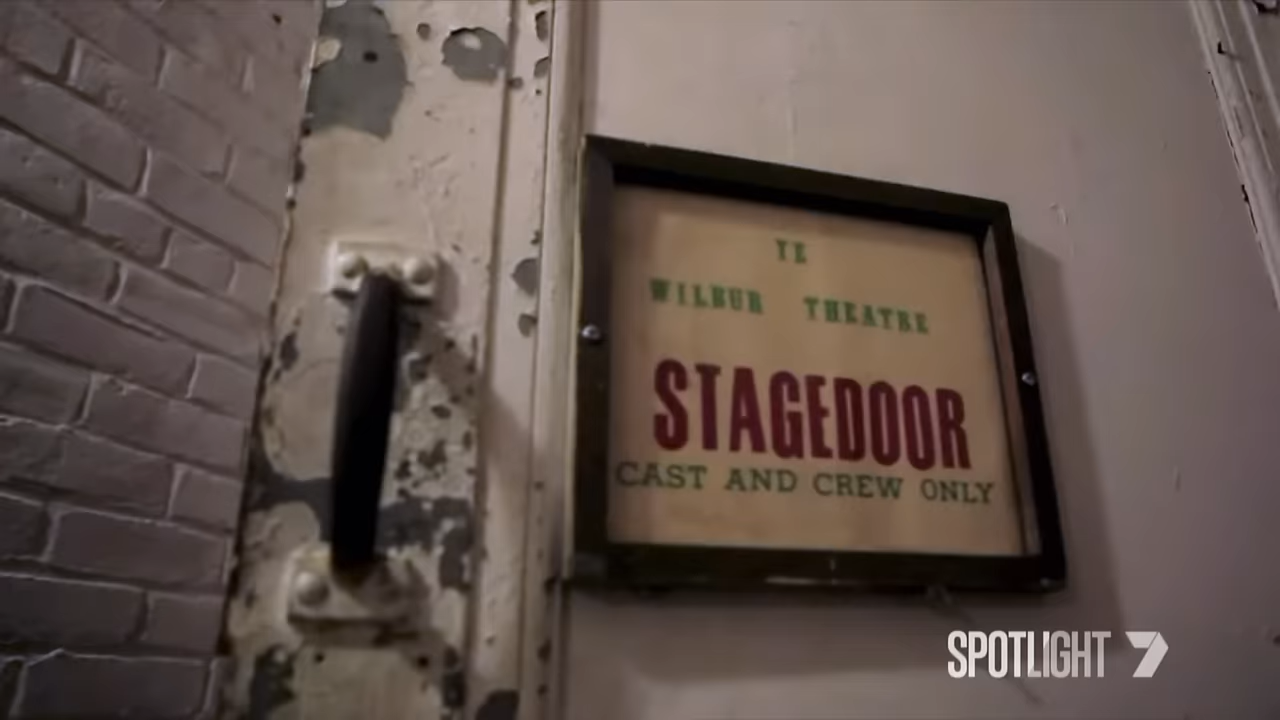 YE
WILBUR THEATRE
STAGEDOOR
CAST AND CREW ONLY
SPOTLIGHT 7